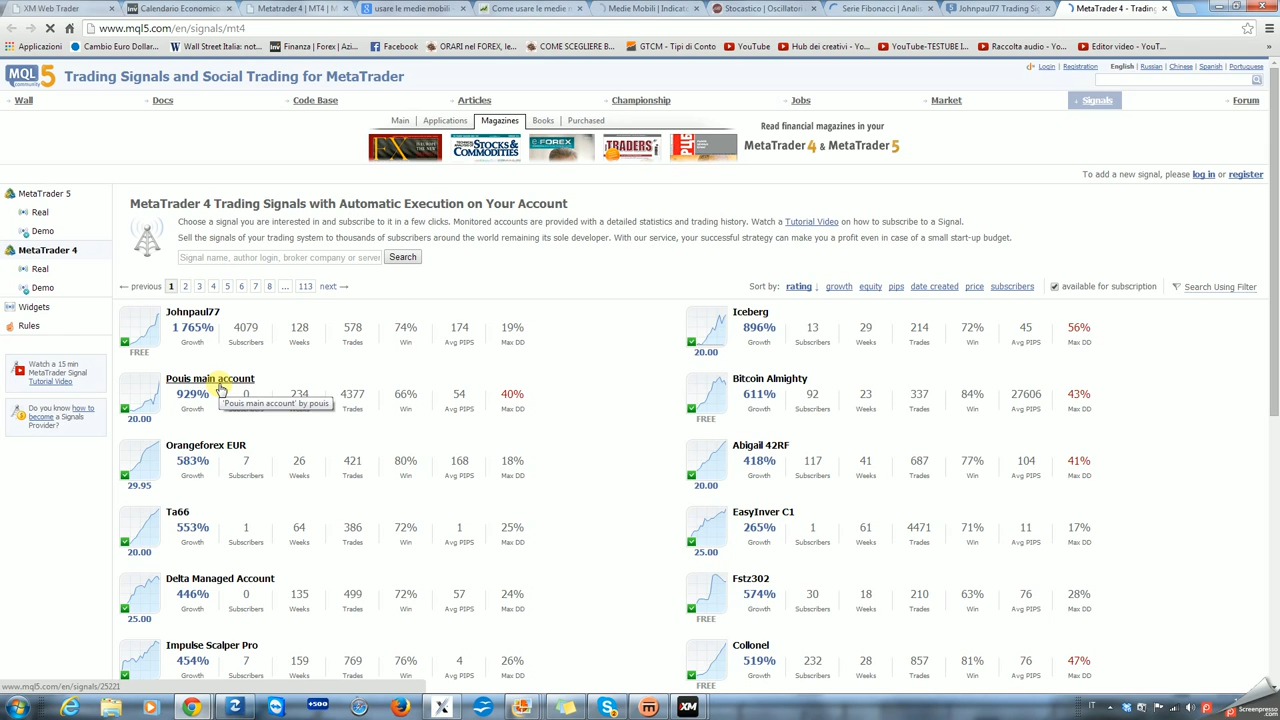 XM Web Trader
Calendario Economico
Metatrader 4 | MT4 |
usare le medie mobili
Come usare le medie
Medie Mobili | Indicato
Stocastico | Oscillatori
Serie Fibonacci | Anali
Johnpaul77 Trading Sig
MetaTrader 4 - Trading
www.mql5.com/en/signals/mt4
Applicazioni
Cambio Euro Dollar...
Wall Street Italia: not...
Finanza | Forex | Azi...
Facebook
ORARI nel FOREX, le...
COME SCEGLIERE B...
GTCM - Tipi di Conto
YouTube
Hub dei creativi - Yo...
YouTube-TESTUBE I...
Raccolta audio - Yo...
Editor video - YouT...
MQL5 community
Trading Signals and Social Trading for MetaTrader
Login | Registration
English | Russian | Chinese | Spanish | Portuguese
Wall Docs Code Base Articles Championship Jobs Market Signals Forum
Main | Applications | Magazines | Books | Purchased
STOCKS & COMMODITIES
TRADERS
Read financial magazines in your
MetaTrader 4 & MetaTrader 5
To add a new signal, please log in or register
MetaTrader 5
Real
Demo
MetaTrader 4
Real
Demo
Widgets
Rules
Watch a 15 min
MetaTrader Signal
Tutorial Video
Do you know how to
become a Signals
Provider?
MetaTrader 4 Trading Signals with Automatic Execution on Your Account
Choose a signal you are interested in and subscribe to it in a few clicks. Monitored accounts are provided with a detailed statistics and trading history. Watch a Tutorial Video on how to subscribe to a Signal.
Sell the signals of your trading system to thousands of subscribers around the world remaining its sole developer. With our service, your successful strategy can make you a profit even in case of a small start-up budget.
Signal name, author login, broker company or server
Search
previous 1 2 3 4 5 6 7 8 ... 113 next
Sort by: rating growth equity pips date created price subscribers available for subscription Search Using Filter
Johnpaul77
1 765% 4079 128 578 74% 174 19%
Growth Subscribers Weeks Trades Win Avg PIPS Max DD
FREE
Iceberg
896% 13 29 214 72% 45 56%
Growth Subscribers Weeks Trades Win Avg PIPS Max DD
20.00
Pouis main account
929% 0 234 4377 66% 54 40%
'Pouis main account' by pouis
Growth Trades Win Avg PIPS Max DD
20.00
Bitcoin Almighty
611% 92 23 337 84% 27606 43%
Growth Subscribers Weeks Trades Win Avg PIPS Max DD
FREE
Orangeforex EUR
583% 7 26 421 80% 168 18%
Growth Subscribers Weeks Trades Win Avg PIPS Max DD
29.95
Abigail 42RF
418% 117 41 687 77% 104 41%
Growth Subscribers Weeks Trades Win Avg PIPS Max DD
20.00
Ta66
553% 1 64 386 72% 1 25%
Growth Subscribers Weeks Trades Win Avg PIPS Max DD
20.00
EasyInver C1
265% 1 61 4471 71% 11 17%
Growth Subscribers Weeks Trades Win Avg PIPS Max DD
25.00
Delta Managed Account
446% 0 135 499 72% 57 24%
Growth Subscribers Weeks Trades Win Avg PIPS Max DD
25.00
Fstz302
574% 30 18 210 63% 76 28%
Growth Subscribers Weeks Trades Win Avg PIPS Max DD
FREE
Impulse Scalper Pro
454% 7 159 769 76% 4 26%
Growth Subscribers Weeks Trades Win Avg PIPS Max DD
Collonel
519% 232 28 857 81% 76 47%
Growth Subscribers Weeks Trades Win Avg PIPS Max DD
FREE
www.mql5.com/en/signals/25221
+500
XM
IT
Screenpresso.com